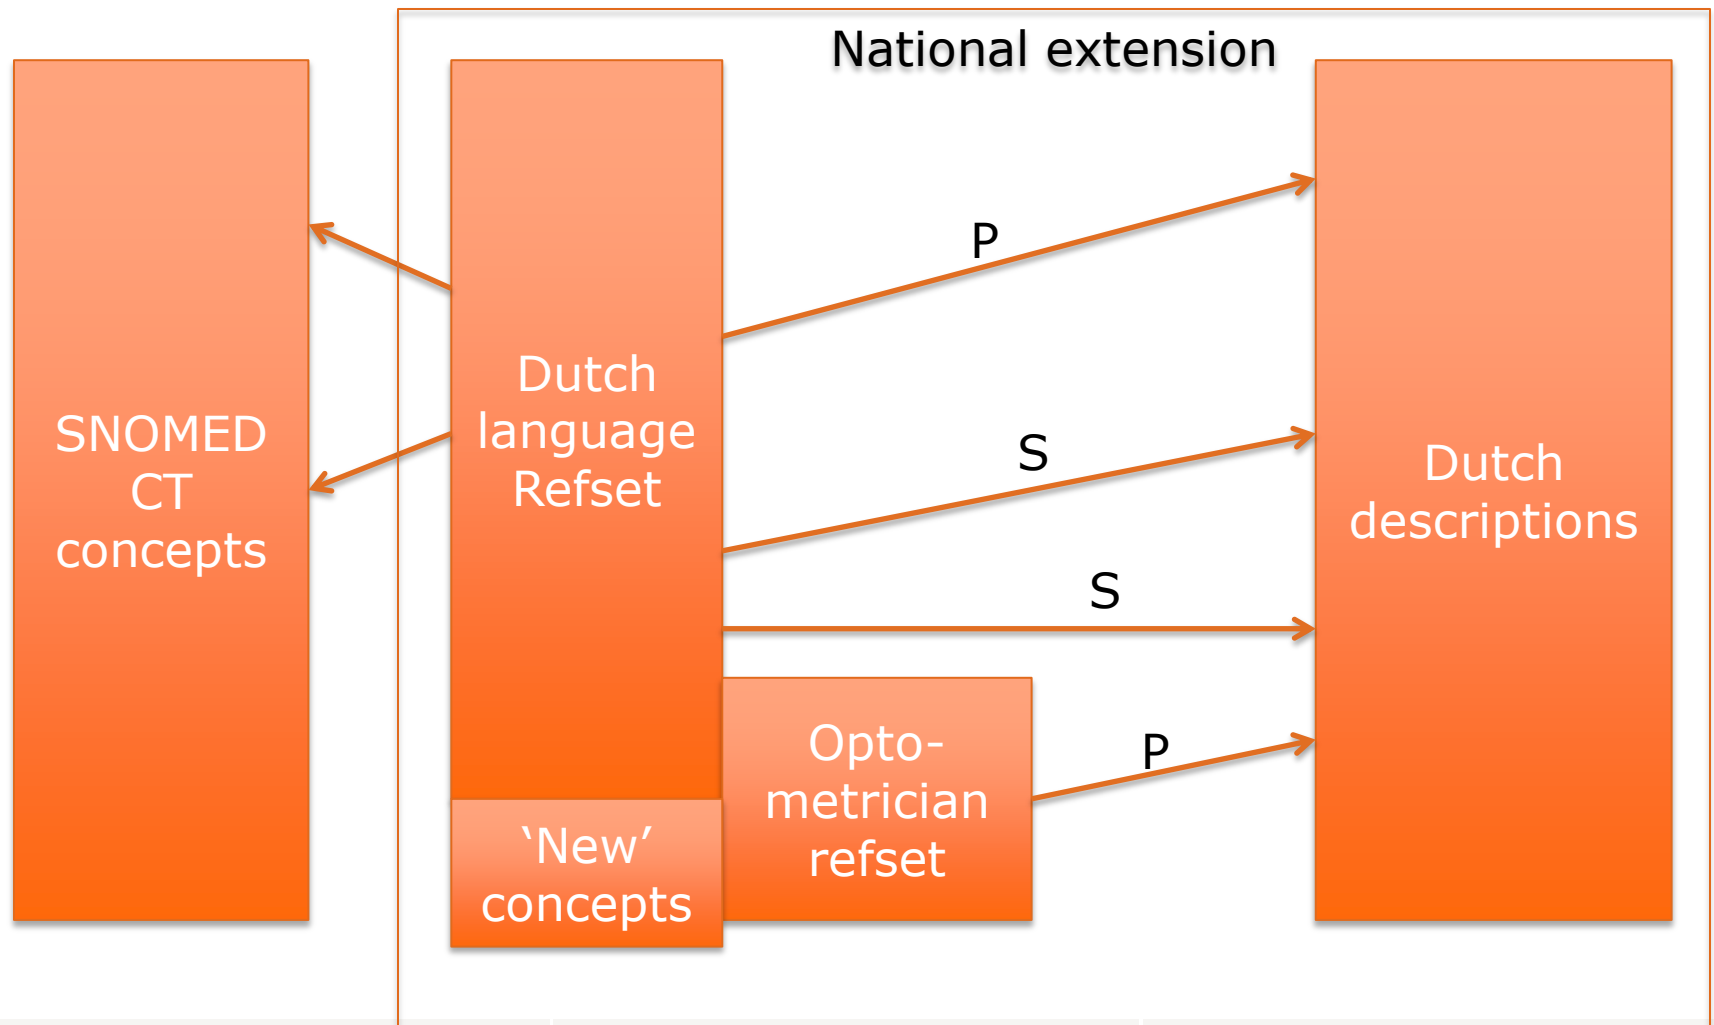 National extension
SNOMED
CT
concepts
Dutch
language
Refset
P
S
S
P
Dutch
descriptions
Opto-
metrician
refset
‘New’
concepts